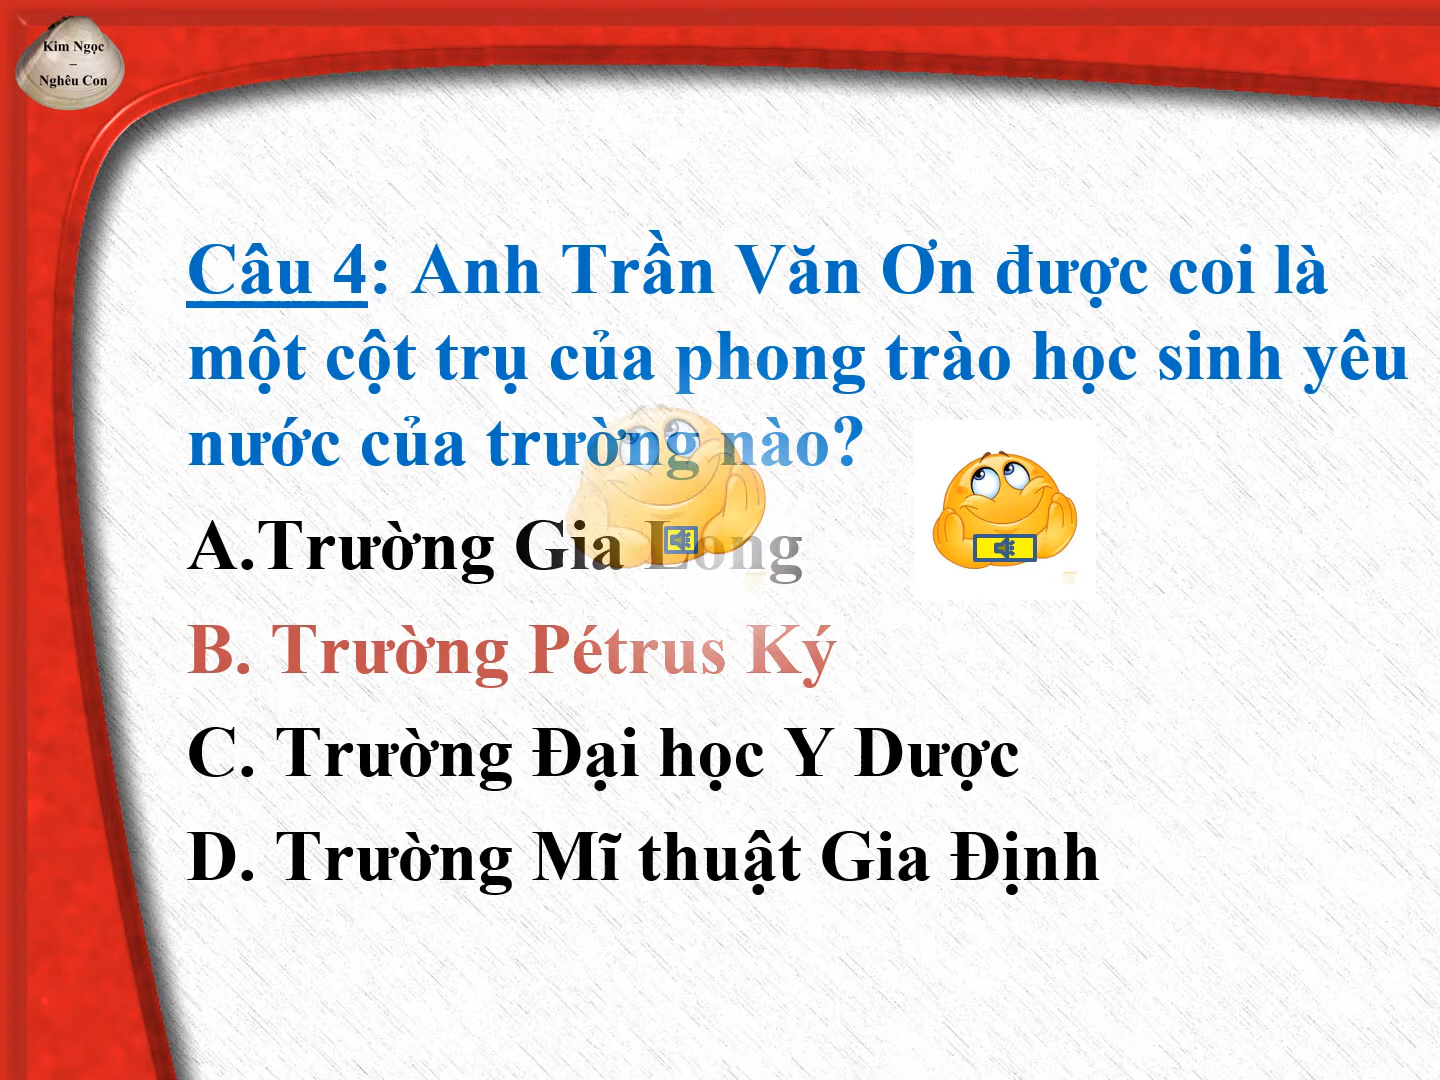 Kim Ngọc
–
Nghêu Con
Câu 4: Anh Trần Văn Ơn được coi là
một cột trụ của phong trào học sinh yêu
nước của trường nào?
A.Trường Gia Long
B. Trường Pétrus Ký
C. Trường Đại học Y Dược
D. Trường Mĩ thuật Gia Định